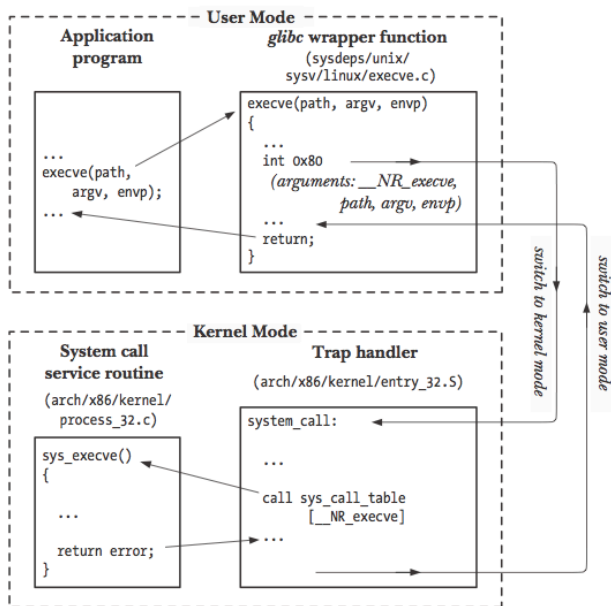 User Mode
Application
program
glibc wrapper function
(sysdeps/unix/
sysv/linux/execve.c)
...
execve(path,
argv, envp);
...
execve(path, argv, envp)
{
...
int 0x80
(arguments: __NR_execve,
path, argv, envp)
...
return;
}
switch to kernel mode
switch to user mode
Kernel Mode
System call
service routine
(arch/x86/kernel/
process_32.c)
Trap handler
(arch/x86/kernel/entry_32.S)
sys_execve()
{
...
return error;
}
system_call:
...
call sys_call_table
[__NR_execve]
...